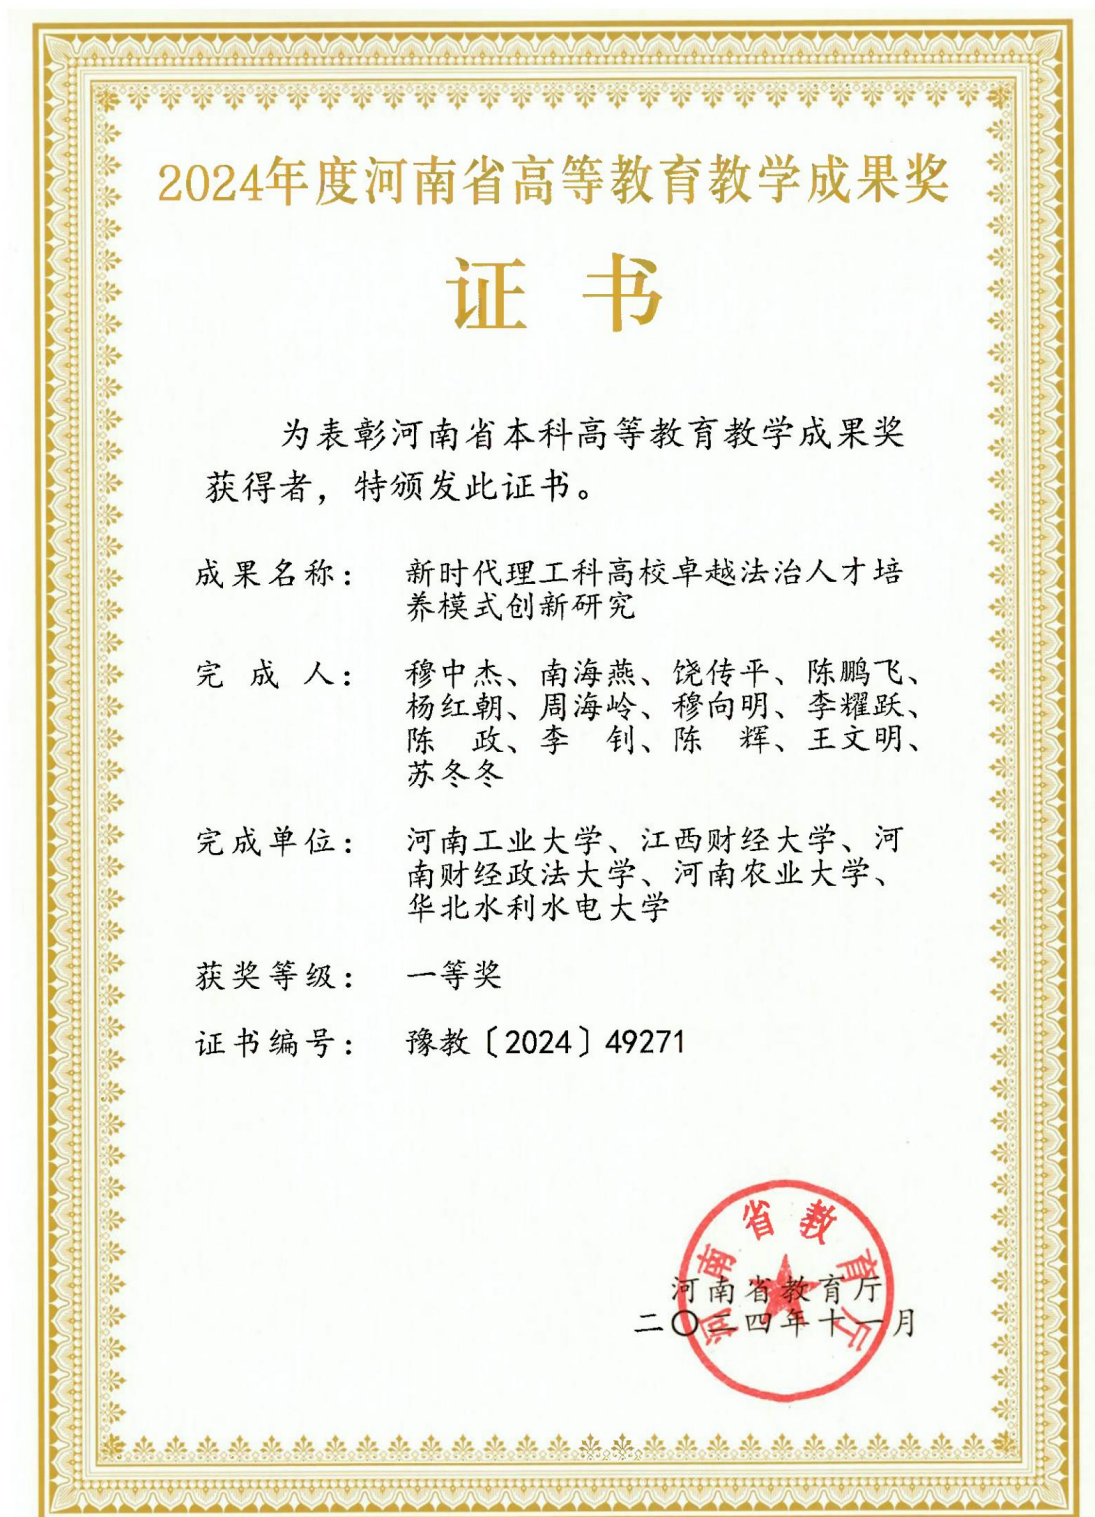 2024年度河南省高等教育教学成果奖
证 书
为表彰河南省本科高等教育教学成果奖
获得者，特颁发此证书。
成果名称： 新时代理工科高校卓越法治人才培
养模式创新研究
完 成 人： 穆中杰、南海燕、饶传平、陈鹏飞、
杨红朝、周海岭、穆向明、李耀跃、
陈 政、李 钊、陈 辉、王文明、
苏冬冬
完成单位： 河南工业大学、江西财经大学、河
南财经政法大学、河南农业大学、
华北水利水电大学
获奖等级： 一等奖
证书编号： 豫教〔2024〕49271
河南省教育厅
河南省教育厅
二〇二四年十一月